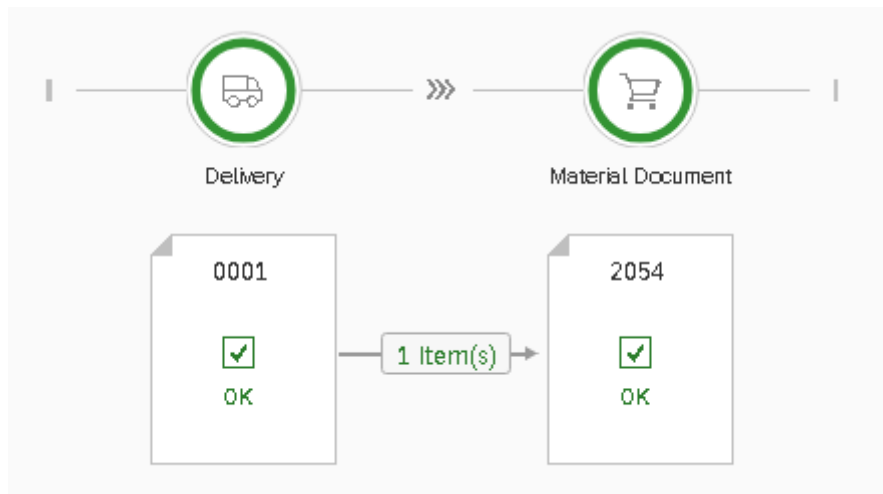 Delivery
Material Document
0001
2054
1 Item(s)
OK
OK